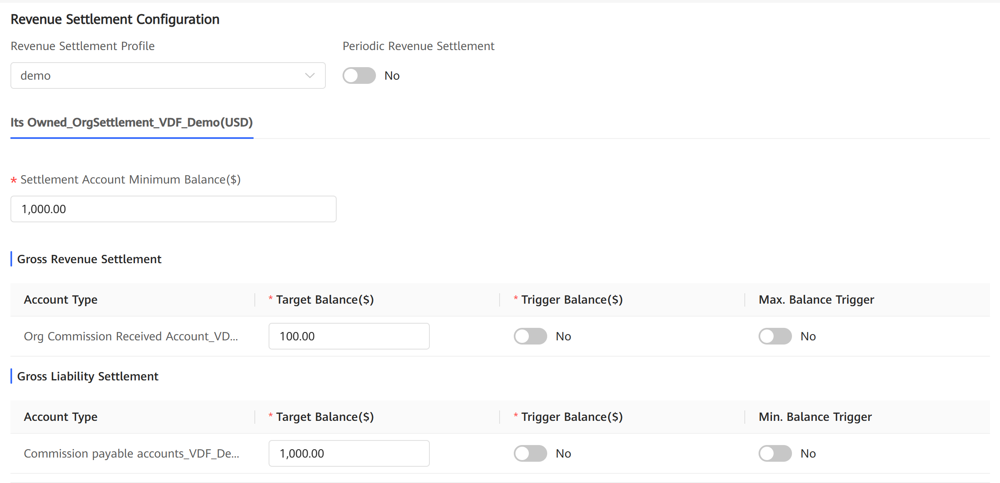 Revenue Settlement Configuration
Revenue Settlement Profile
Periodic Revenue Settlement
demo
No
Its Owned_OrgSettlement_VDF_Demo(USD)
* Settlement Account Minimum Balance($)
1,000.00
Gross Revenue Settlement
Account Type * Target Balance($) * Trigger Balance($) Max. Balance Trigger
Org Commission Received Account_VD... 100.00 No No
Gross Liability Settlement
Account Type * Target Balance($) * Trigger Balance($) Min. Balance Trigger
Commission payable accounts_VDF_De... 1,000.00 No No